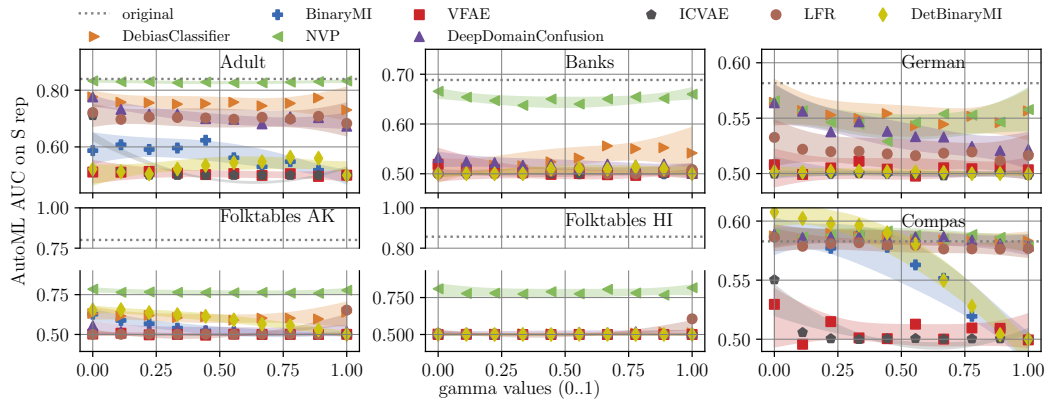 original BinaryMI VFAE ICVAE LFR DetBinaryMI
DebiasClassifier NVP DeepDomainConfusion
AutoML AUC on S rep
Adult
0.80
0.60
Banks
0.70
0.60
0.50
German
0.60
0.55
0.50
Folktables AK
1.00
0.75
0.75
0.50
0.00 0.25 0.50 0.75 1.00
Folktables HI
1.00
0.75
0.750
0.500
0.00 0.25 0.50 0.75 1.00
Compas
0.60
0.55
0.50
0.00 0.25 0.50 0.75 1.00
gamma values (0..1)